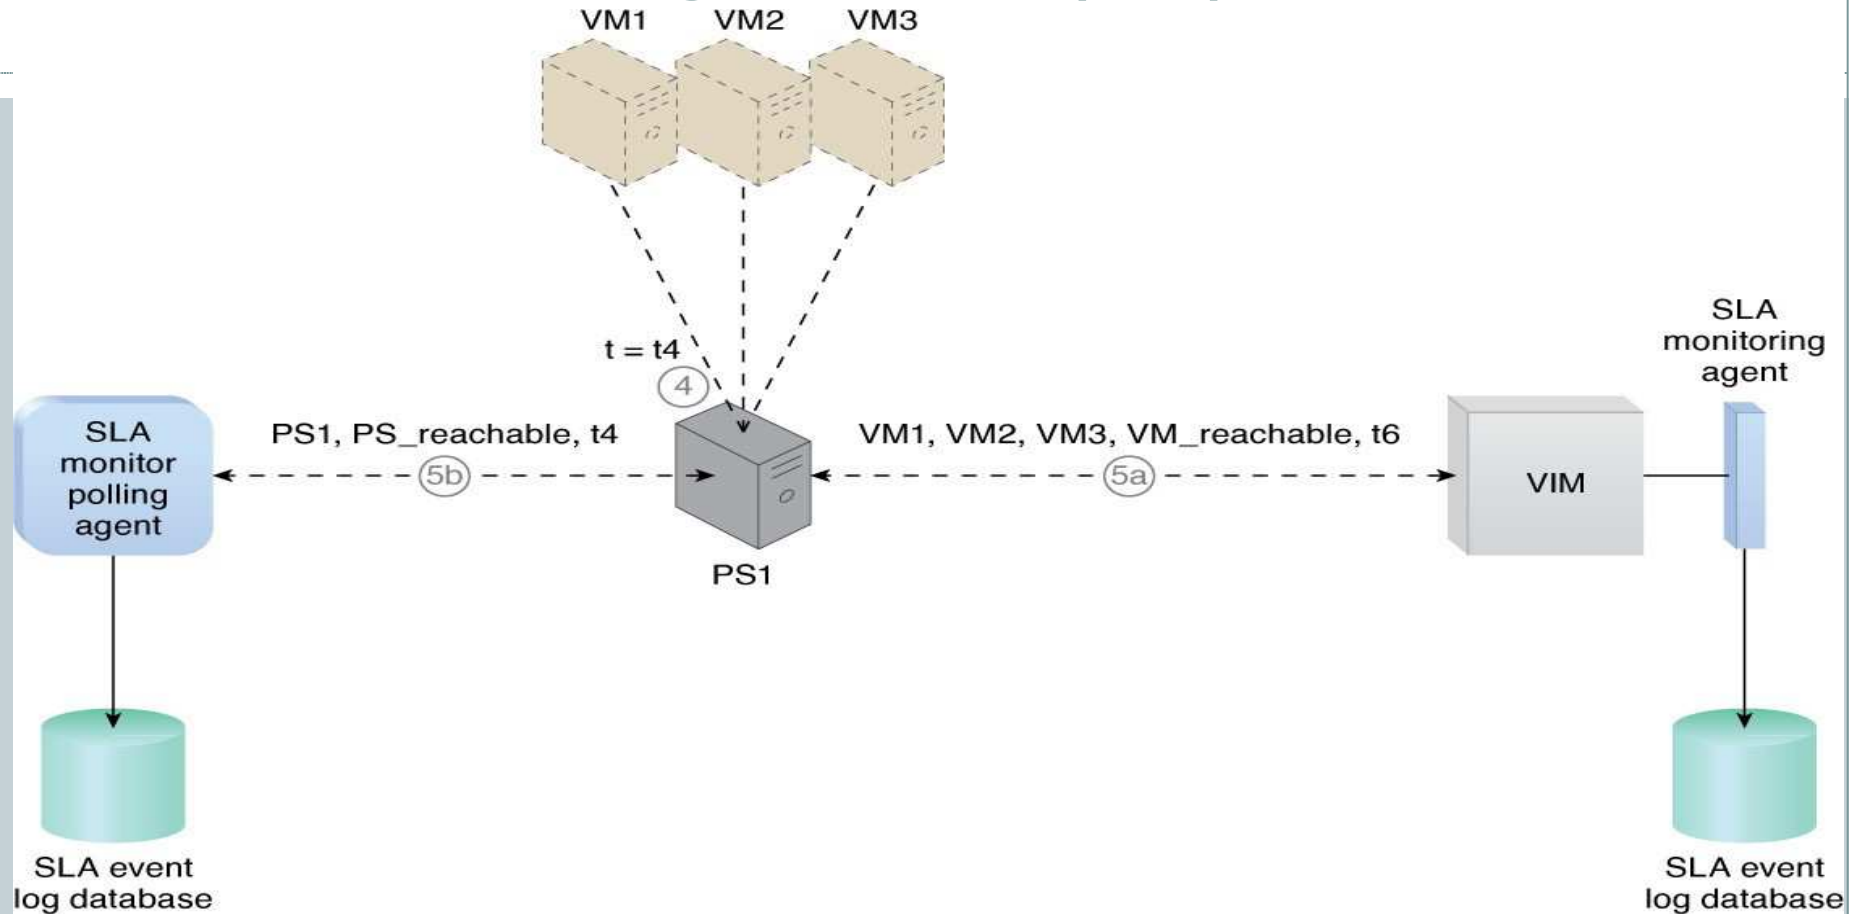 VM1 VM2 VM3
t = t4
4
SLA
monitoring
agent
SLA
monitor
polling
agent
PS1, PS_reachable, t4
5b
VM1, VM2, VM3, VM_reachable, t6
5a
VIM
PS1
SLA event
log database
SLA event
log database